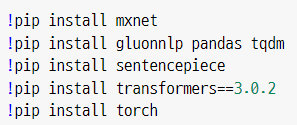 !pip install mxnet
!pip install gluonnlp pandas tqdm
!pip install sentencepiece
!pip install transformers==3.0.2
!pip install torch